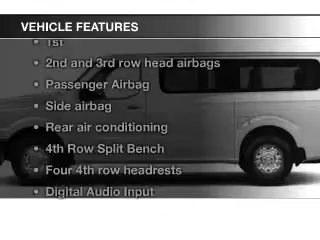 VEHICLE FEATURES
• 1st
• 2nd and 3rd row head airbags
• Passenger Airbag
• Side airbag
• Rear air conditioning
• 4th Row Split Bench
• Four 4th row headrests
• Digital Audio Input